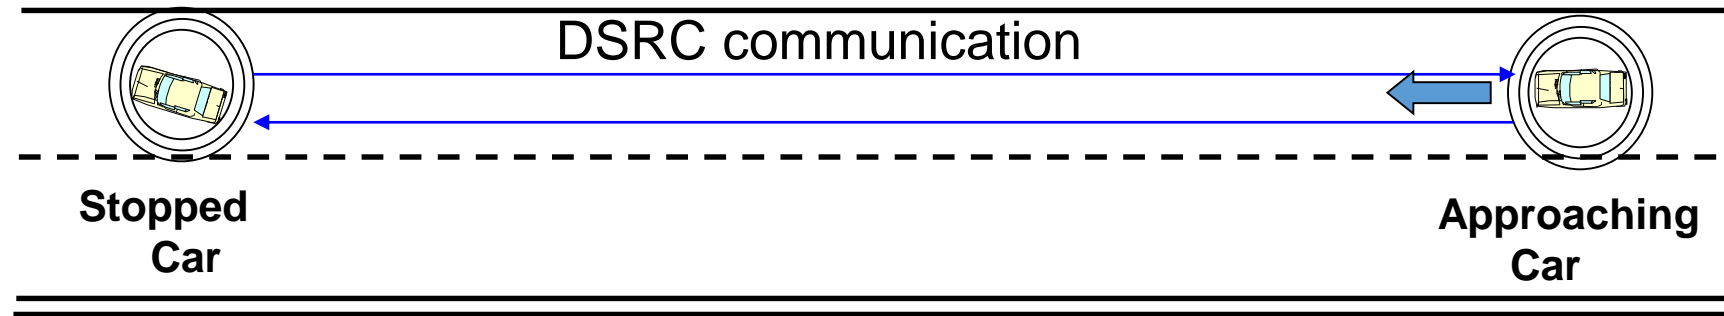 DSRC communication
Stopped
Car
Approaching
Car